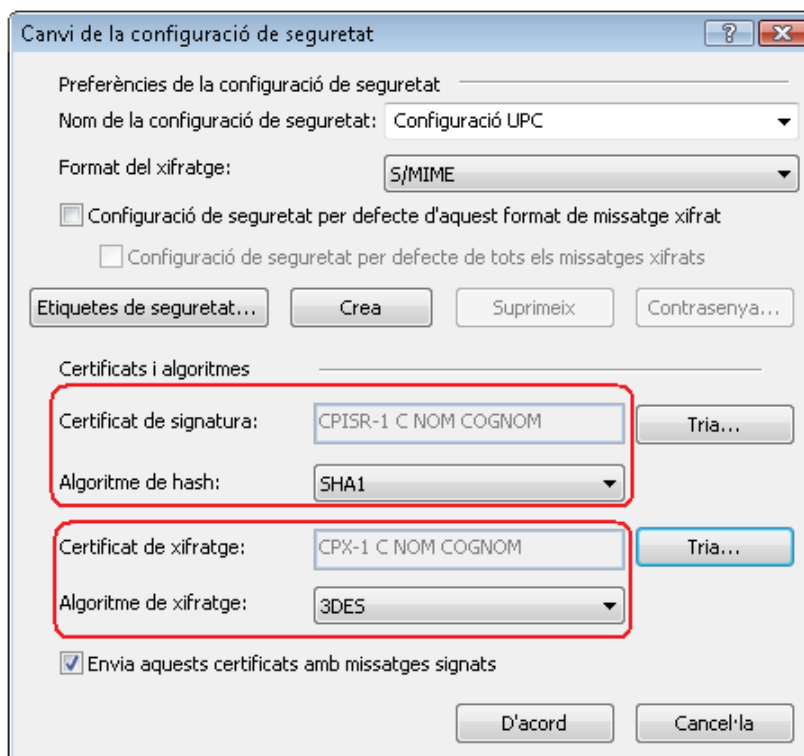 Canvi de la configuració de seguretat
Preferències de la configuració de seguretat
Nom de la configuració de seguretat: Configuració UPC
Format del xifratge: S/MIME
Configuració de seguretat per defecte d'aquest format de missatge xifrat
Configuració de seguretat per defecte de tots els missatges xifrats
Etiquetes de seguretat... Crea Suprimeix Contrasenya...
Certificats i algoritmes
Certificat de signatura: CPISR-1 C NOM COGNOM Tria...
Algoritme de hash: SHA1
Certificat de xifratge: CPX-1 C NOM COGNOM Tria...
Algoritme de xifratge: 3DES
Envia aquests certificats amb missatges signats
D'acord Cancel·la